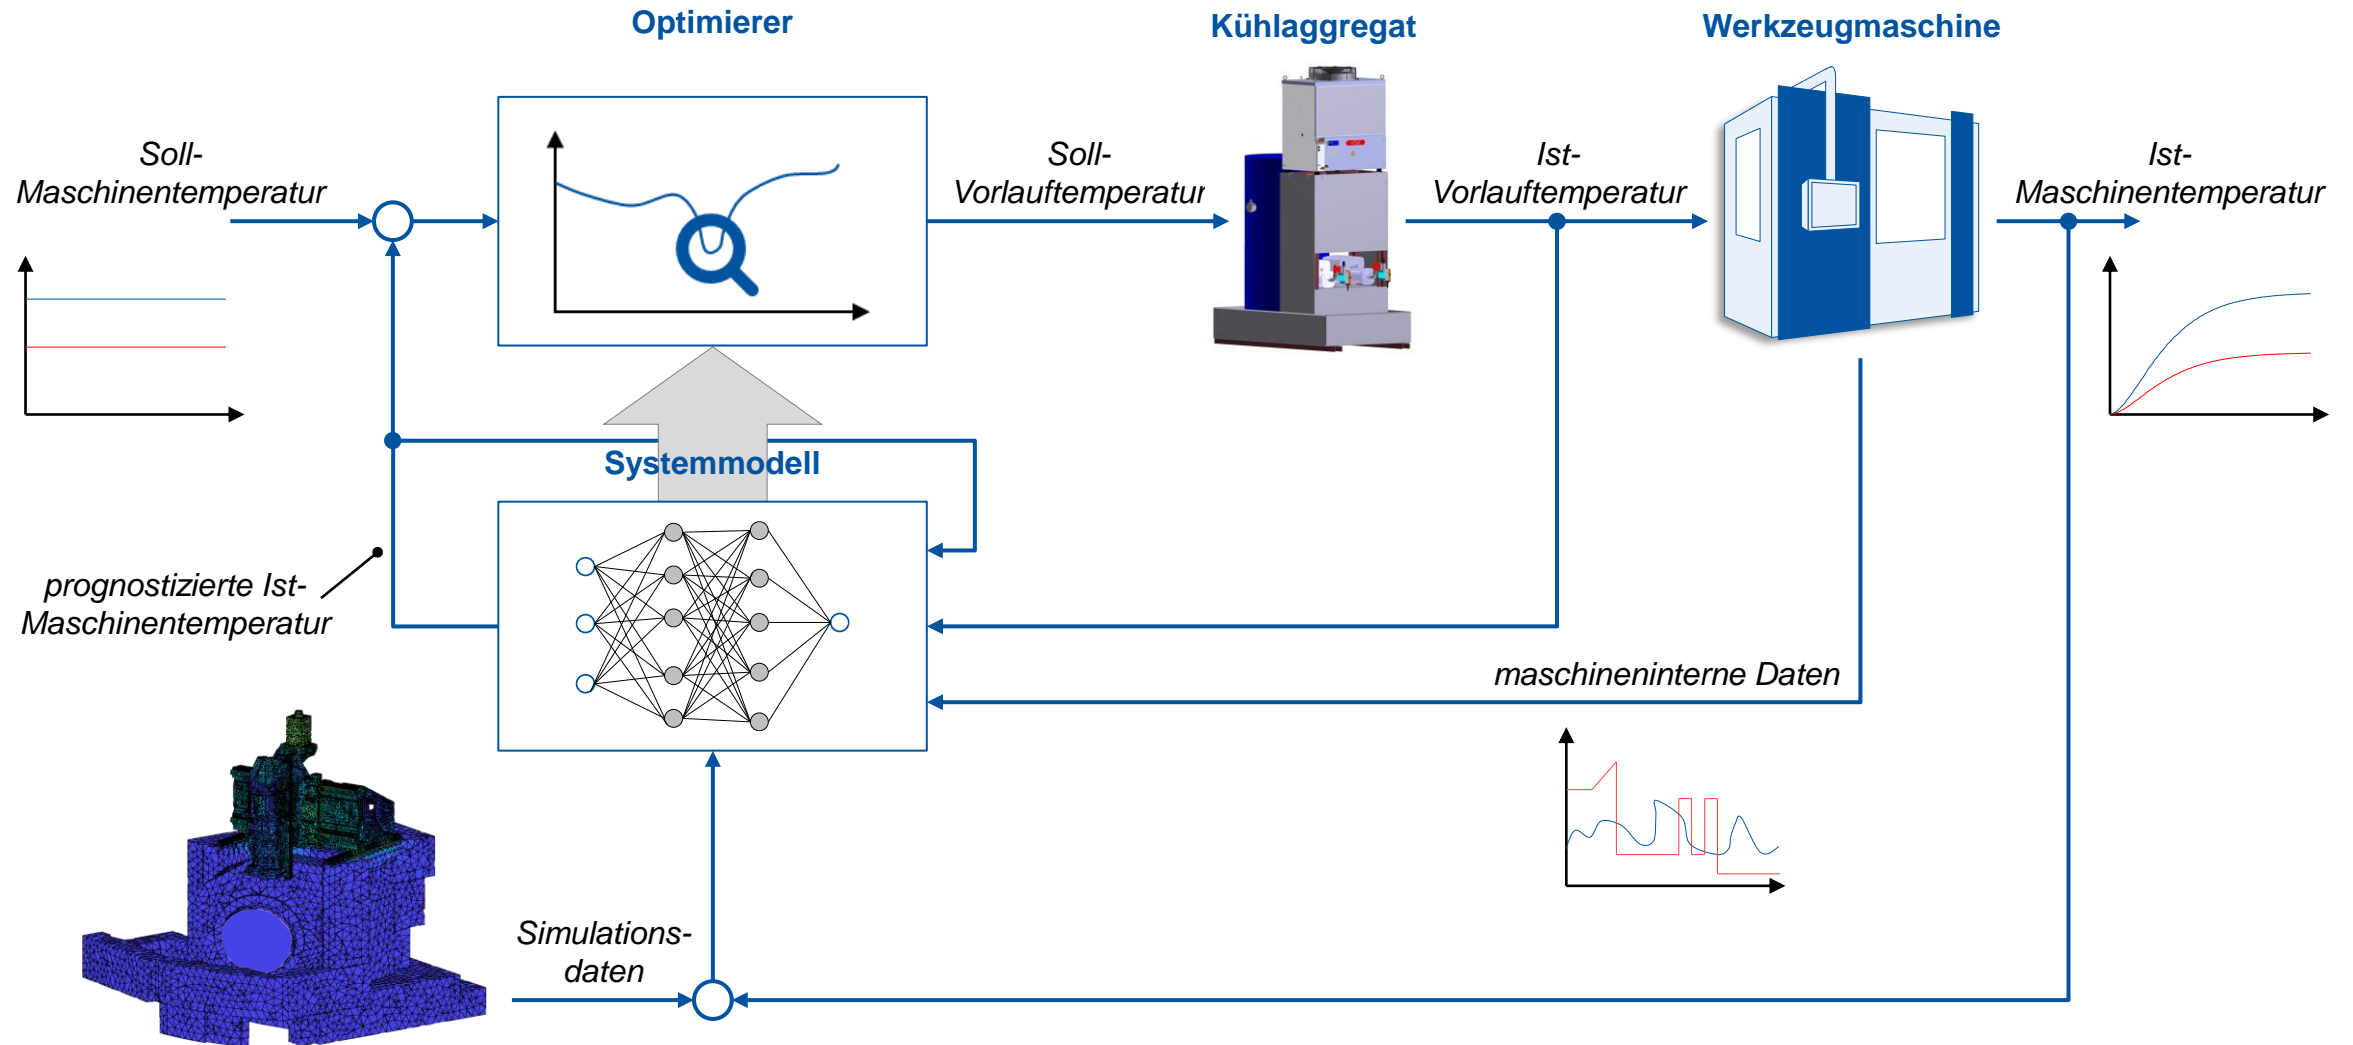 Optimierer
Kühlaggregat
Werkzeugmaschine
Soll-
Maschinentemperatur
Soll-
Vorlauftemperatur
Ist-
Vorlauftemperatur
Ist-
Maschinentemperatur
Systemmodell
prognostizierte Ist-
Maschinentemperatur
maschineninterne Daten
Simulations-
daten